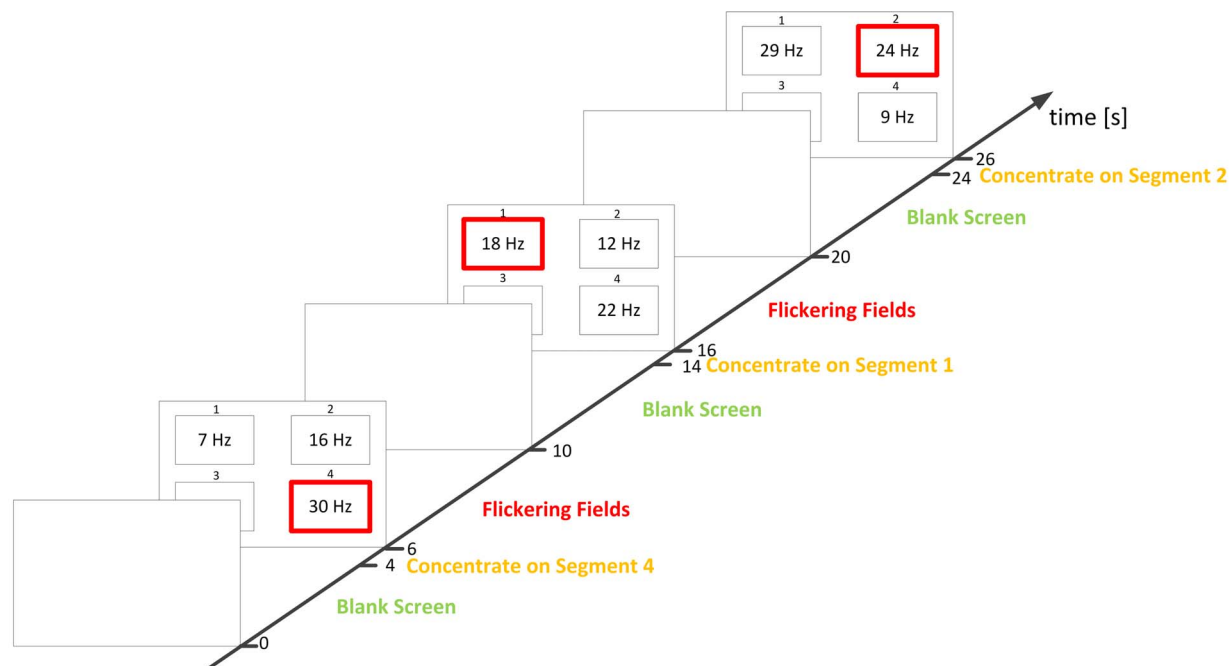 1
2
29 Hz
24 Hz
3
4
9 Hz
time [s]
26
24
Concentrate on Segment 2
Blank Screen
20
1
2
18 Hz
12 Hz
3
4
22 Hz
Flickering Fields
16
14
Concentrate on Segment 1
Blank Screen
10
1
2
7 Hz
16 Hz
3
4
30 Hz
Flickering Fields
6
4
Concentrate on Segment 4
Blank Screen
0